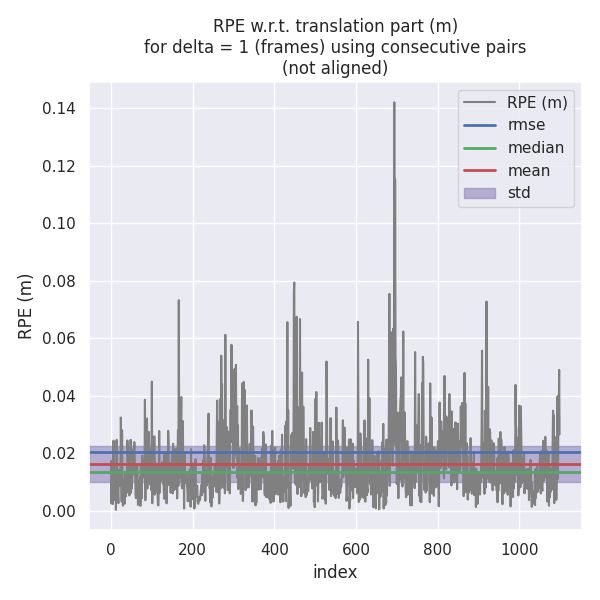 RPE w.r.t. translation part (m)
for delta = 1 (frames) using consecutive pairs
(not aligned)
RPE (m)
rmse
median
mean
std
0.14
0.12
0.10
0.08
0.06
0.04
0.02
0.00
RPE (m)
0 200 400 600 800 1000
index